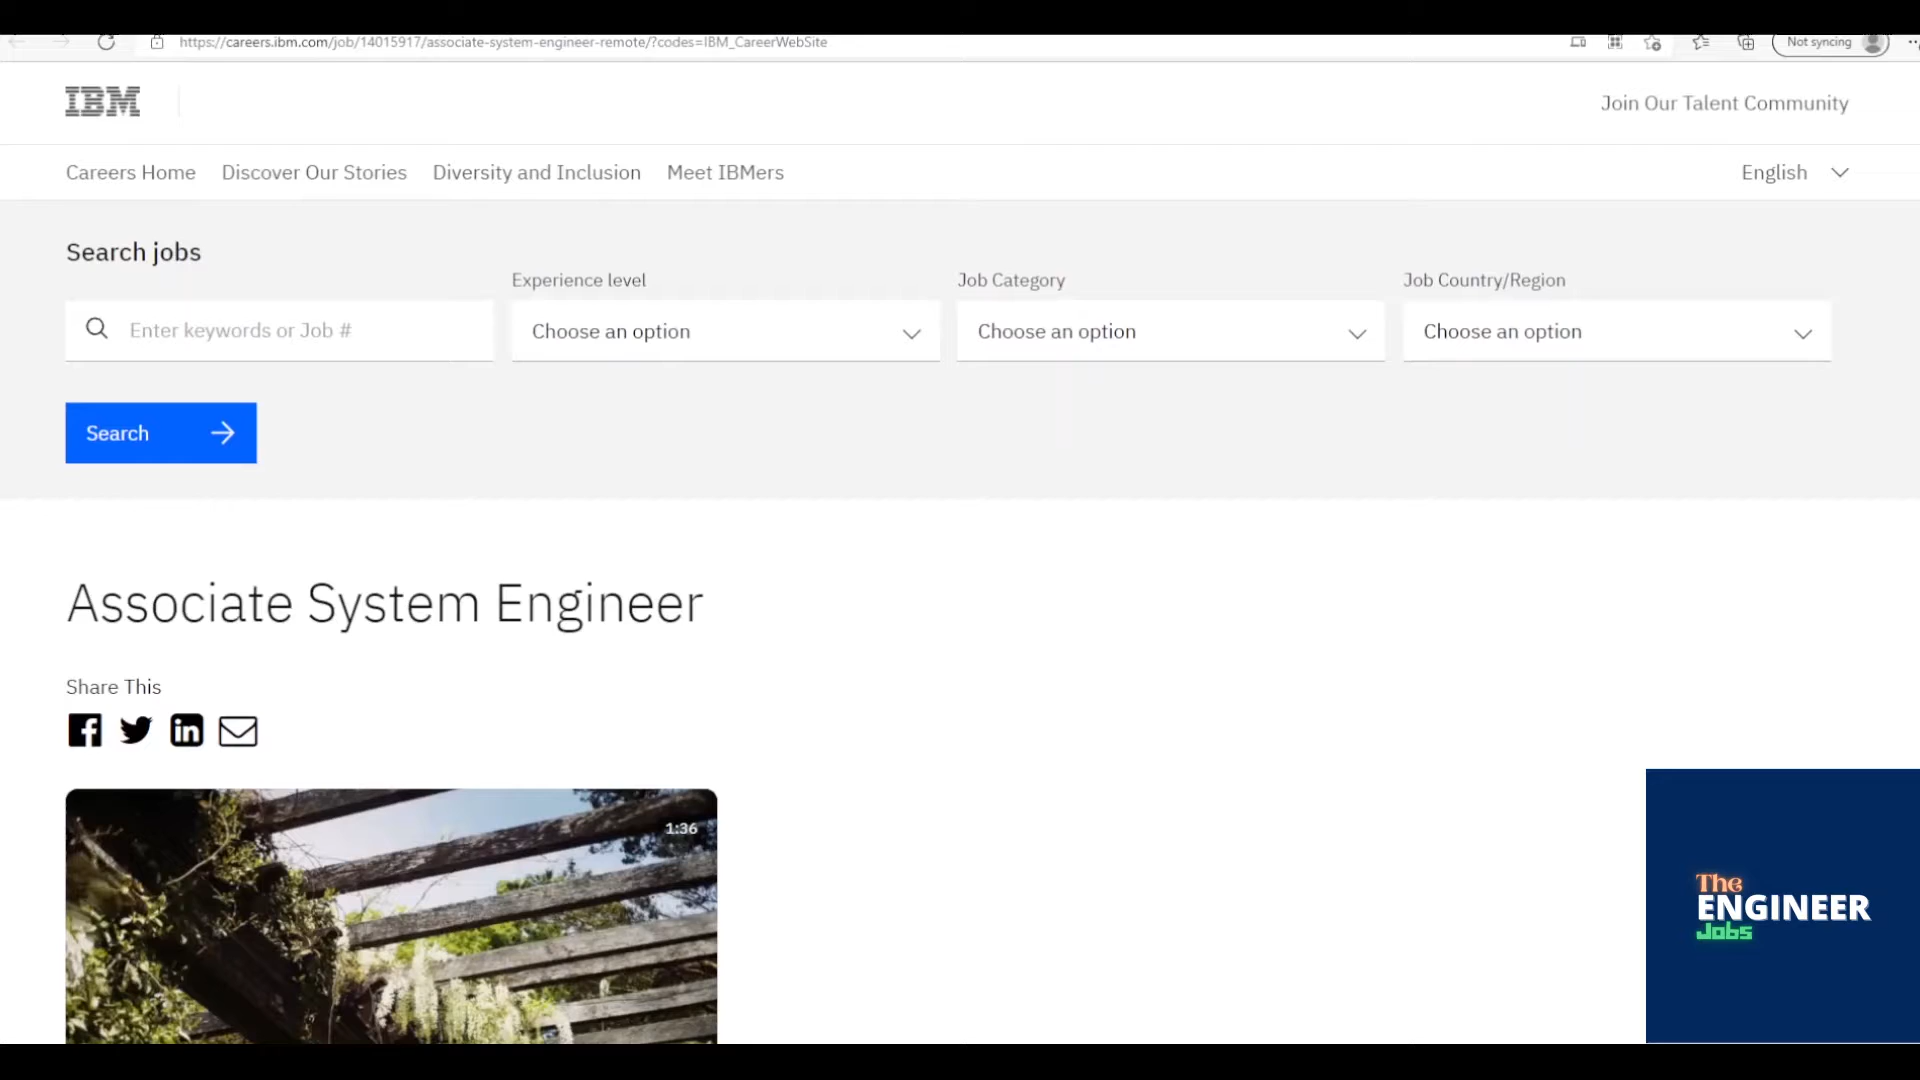 https://careers.ibm.com/job/14015917/associate-system-engineer-remote/?codes=IBM_CareerWebSite
Not syncing
IBM
Join Our Talent Community
Careers Home Discover Our Stories Diversity and Inclusion Meet IBMers English
Search jobs
Experience level Job Category Job Country/Region
Enter keywords or Job # Choose an option Choose an option Choose an option
Search
Associate System Engineer
Share This
1:36
The
ENGINEER
Jobs